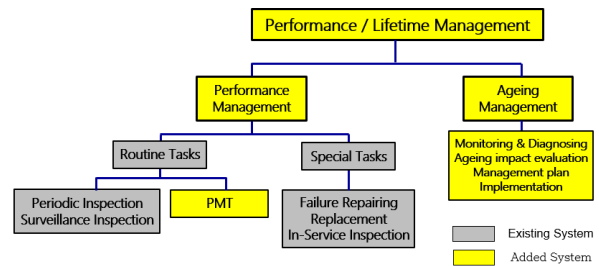 Performance / Lifetime Management
Performance
Management
Ageing
Management
Routine Tasks
Special Tasks
Monitoring & Diagnosing
Ageing impact evaluation
Management plan
Implementation
Periodic Inspection
Surveillance Inspection
PMT
Failure Repairing
Replacement
In-Service Inspection
Existing System
Added System